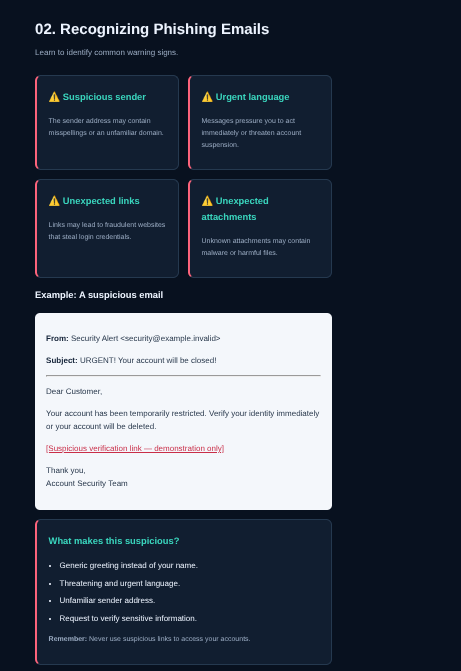 02. Recognizing Phishing Emails
Learn to identify common warning signs.
⚠️ Suspicious sender
The sender address may contain
misspellings or an unfamiliar domain.
⚠️ Urgent language
Messages pressure you to act
immediately or threaten account
suspension.
⚠️ Unexpected links
Links may lead to fraudulent websites
that steal login credentials.
⚠️ Unexpected
attachments
Unknown attachments may contain
malware or harmful files.
Example: A suspicious email
From: Security Alert <security@example.invalid>
Subject: URGENT! Your account will be closed!
Dear Customer,
Your account has been temporarily restricted. Verify your identity immediately
or your account will be deleted.
[Suspicious verification link — demonstration only]
Thank you,
Account Security Team
What makes this suspicious?
• Generic greeting instead of your name.
• Threatening and urgent language.
• Unfamiliar sender address.
• Request to verify sensitive information.
Remember: Never use suspicious links to access your accounts.